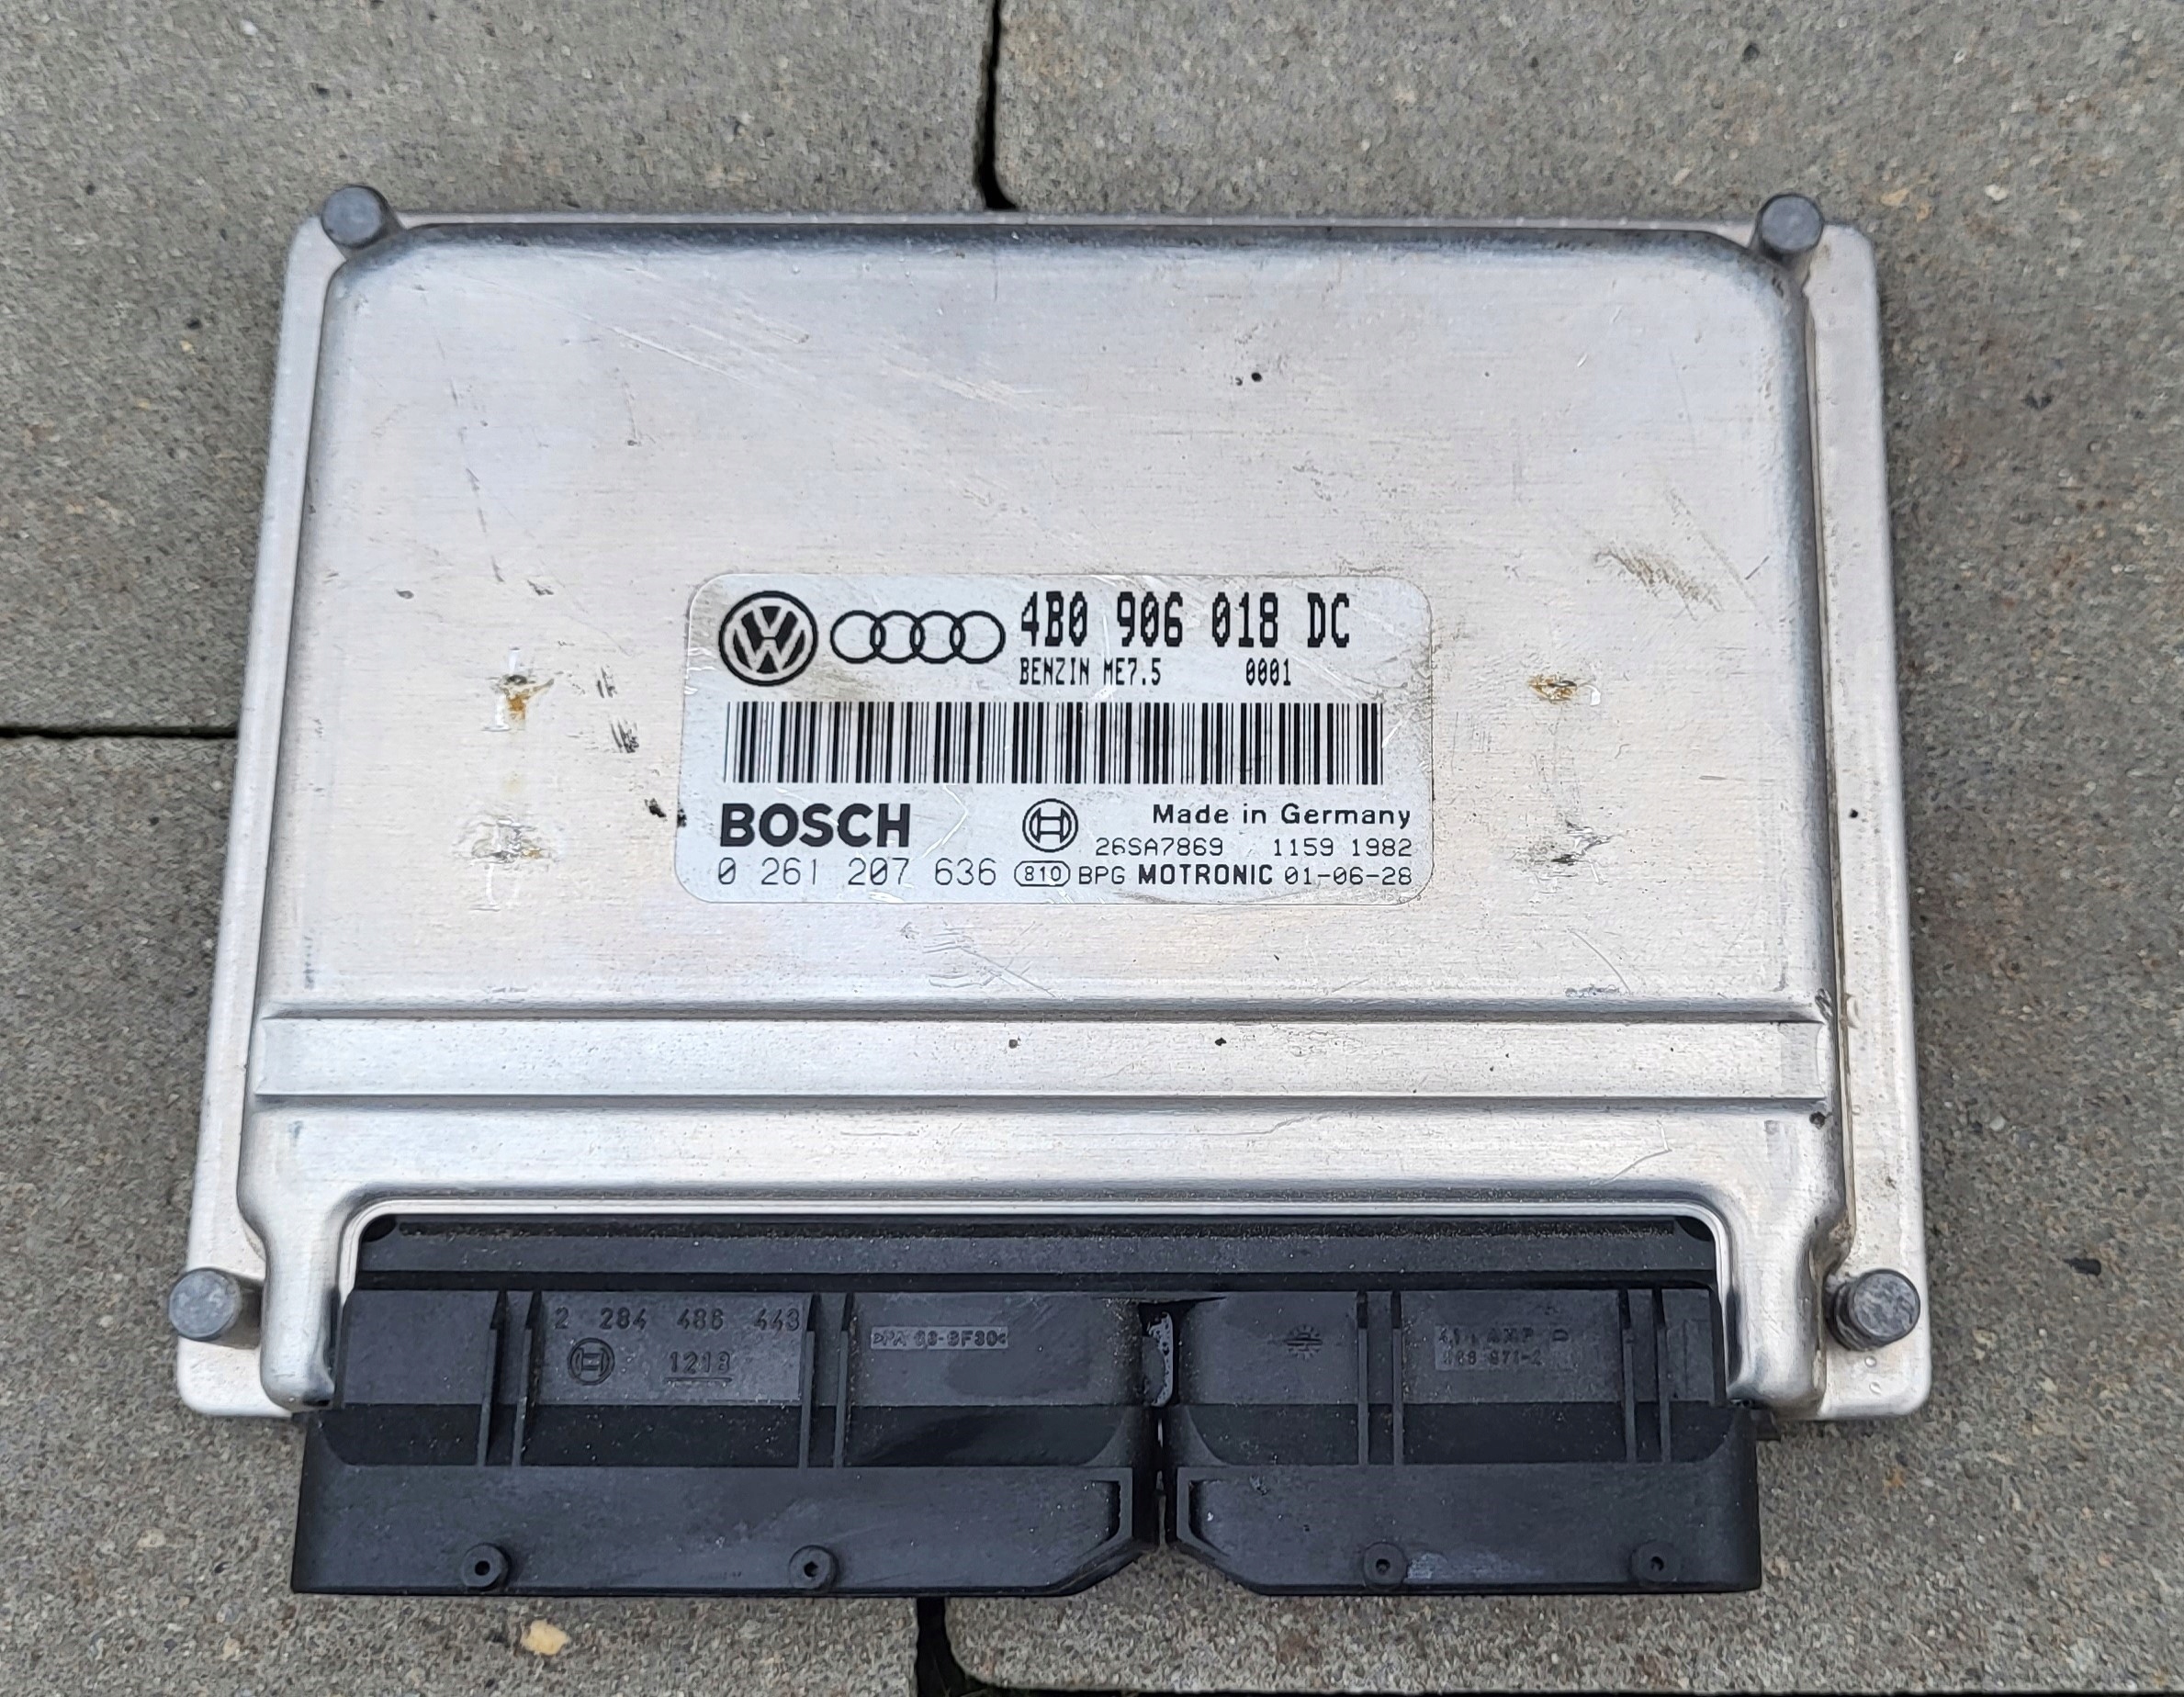 4B0 906 018 DC
BENZIN ME7.5 0001
BOSCH
Made in Germany
26SA7869 1159 1982
0 261 207 636 810 BPG MOTRONIC 01-06-28
2 284 486 443
1218